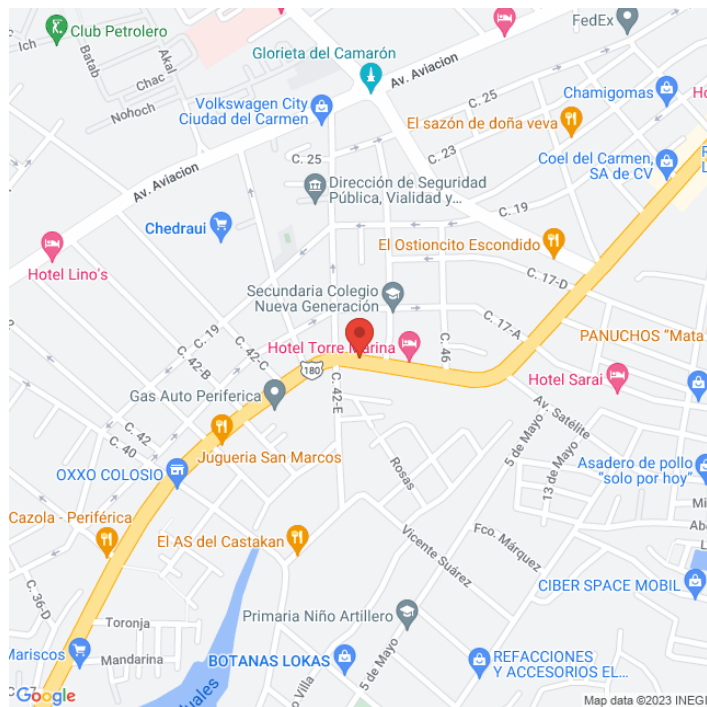 FedEx
Ich
Club Petrolero
Batab
Akal
Chac
Nohoch
Glorieta del Camarón
Av. Aviacion
Volkswagen City
Ciudad del Carmen
C. 25
Chamigomas
El sazón de doña veva
C. 23
C. 25
Coel del Carmen,
SA de CV
Av. Aviacion
Dirección de Seguridad
Pública, Vialidad y...
C. 19
Chedraui
El Ostioncito Escondido
Hotel Lino's
C. 17-D
Secundaria Colegio
Nueva Generación
C. 19
C. 17-A
PANUCHOS “Mata
Hotel Torre Marina
C. 46
C. 42-C
C. 42-B
180
Hotel Sarai
Gas Auto Periferica
C. 42-E
Av. Satélite
C. 42
C. 40
Jugueria San Marcos
5 de Mayo
13 de Mayo
Rosas
Asadero de pollo
“solo por hoy”
OXXO COLOSIO
Cazola - Periférica
El AS del Castakan
Fco. Márquez
Vicente Suárez
CIBER SPACE MOBIL
C. 36-D
Toronja
Primaria Niño Artillero
Mariscos
Mandarina
BOTANAS LOKAS
5 de Mayo
REFACCIONES
Y ACCESORIOS EL...
Villa
Google
Map data ©2023 INEGI